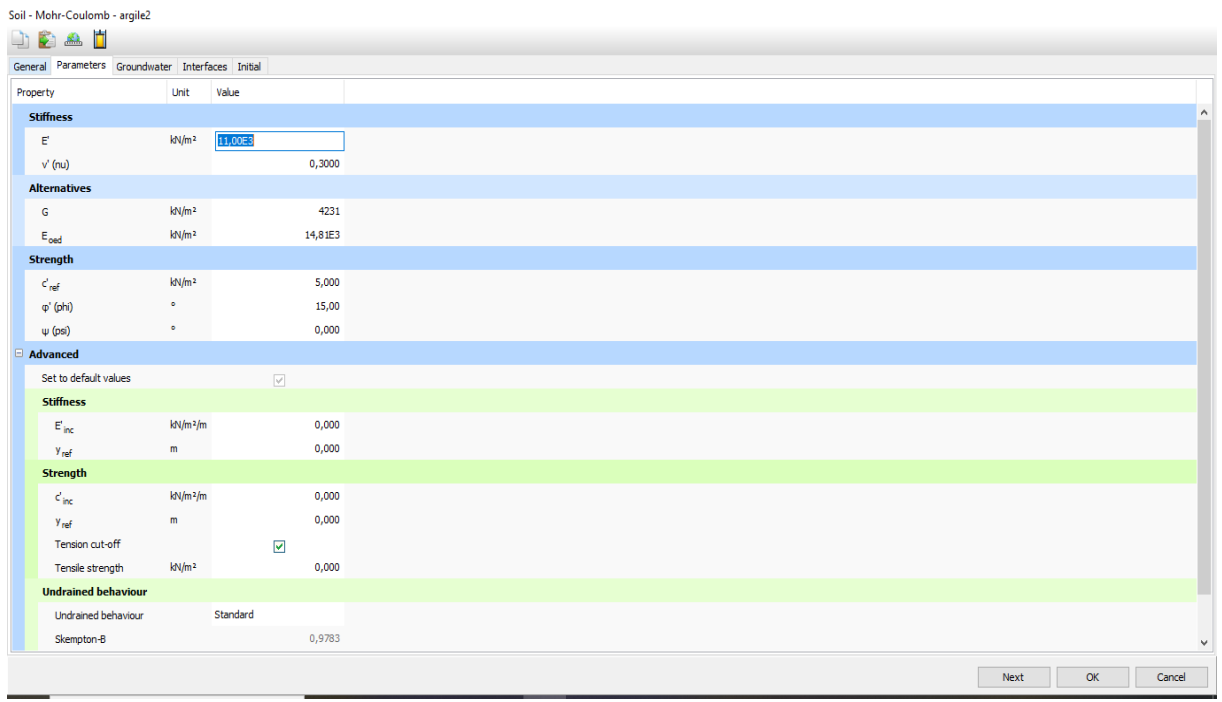 Soil - Mohr-Coulomb - argile2
General Parameters Groundwater Interfaces Initial
Property Unit Value
Stiffness
E' kN/m² 11,00E3
ν' (nu) 0,3000
Alternatives
G kN/m² 4231
E oed kN/m² 14,81E3
Strength
c' ref kN/m² 5,000
φ' (phi) ° 15,00
ψ (psi) ° 0,000
Advanced
Set to default values
Stiffness
E' inc kN/m²/m 0,000
y ref m 0,000
Strength
c' inc kN/m²/m 0,000
y ref m 0,000
Tension cut-off
Tensile strength kN/m² 0,000
Undrained behaviour
Undrained behaviour Standard
Skempton-B 0,9783
Next OK Cancel